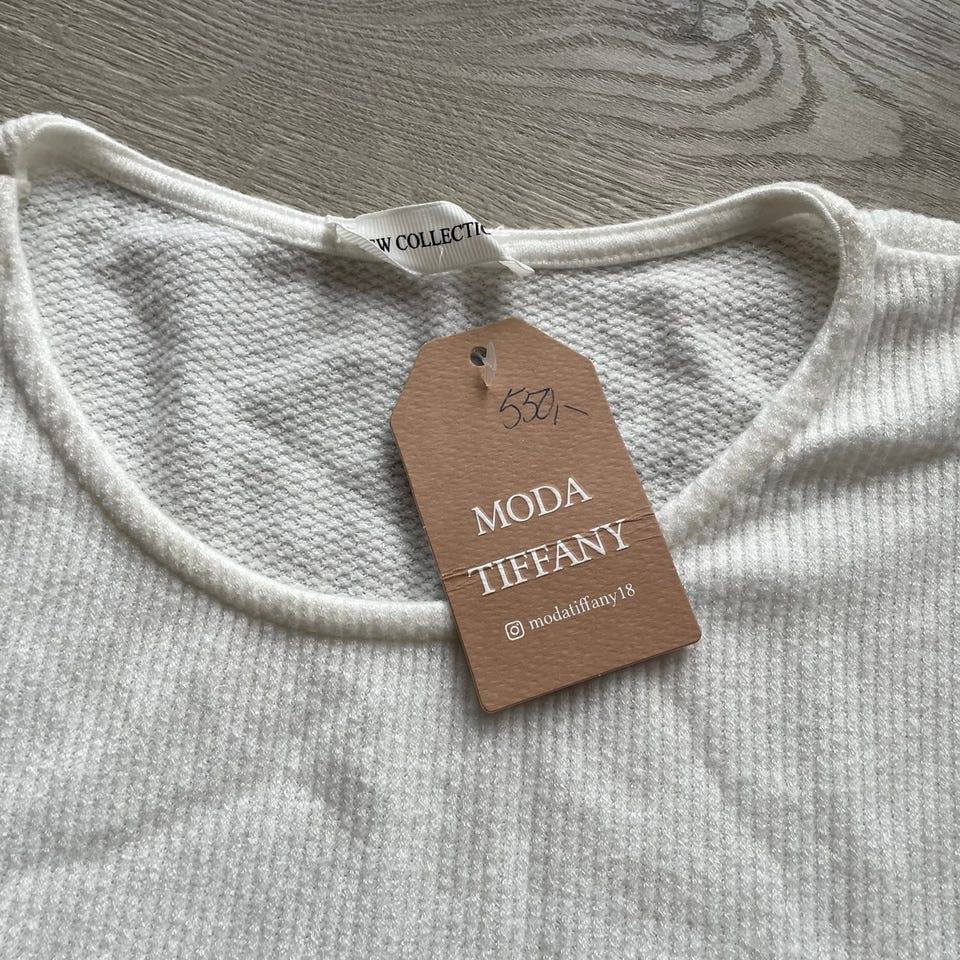 EW COLLECTIO
550,-
MODA
TIFFANY
modatiffany18